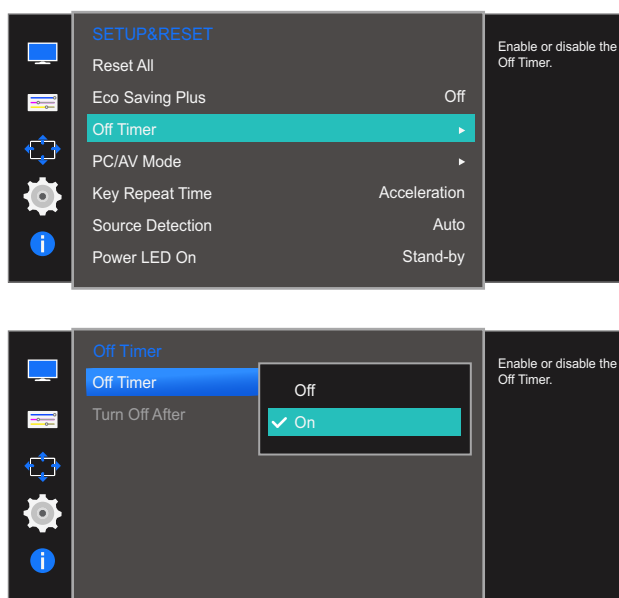 SETUP&RESET
Reset All
Eco Saving Plus Off
Off Timer ▸
PC/AV Mode ▸
Key Repeat Time Acceleration
Source Detection Auto
Power LED On Stand-by
Enable or disable the
Off Timer.
Off Timer
Off Timer
Turn Off After
Off
On
Enable or disable the
Off Timer.